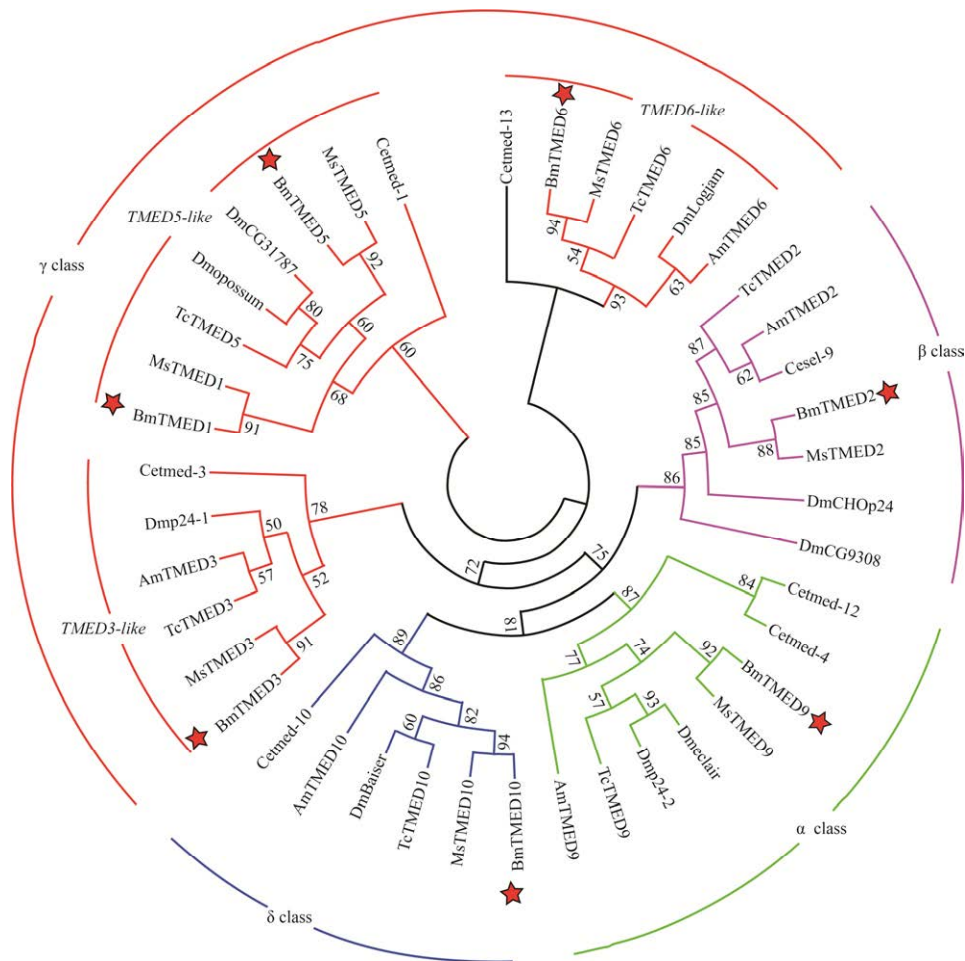 γ class
TMED5-like
Cetmed-1
MsTMED5
BmTMED5
DmCG31787
Dmopossum
TcTMED5
MsTMED1
BmTMED1
92
80
60
75
60
68
91
TMED6-like
Cetmed-13
BmTMED6
MsTMED6
TcTMED6
DmLogjam
AmTMED6
94
54
93
63
β class
TcTMED2
AmTMED2
Cesel-9
BmTMED2
MsTMED2
DmCHOp24
DmCG9308
87
62
85
88
85
86
TMED3-like
Cetmed-3
Dmp24-1
AmTMED3
TcTMED3
MsTMED3
BmTMED3
78
50
57
52
91
72
75
81
87
α class
Cetmed-12
Cetmed-4
BmTMED9
MsTMED9
Dmeclair
Dmp24-2
TcTMED9
AmTMED9
84
92
74
77
57
93
δ class
Cetmed-10
AmTMED10
DmBaiser
TcTMED10
MsTMED10
BmTMED10
89
86
82
60
94